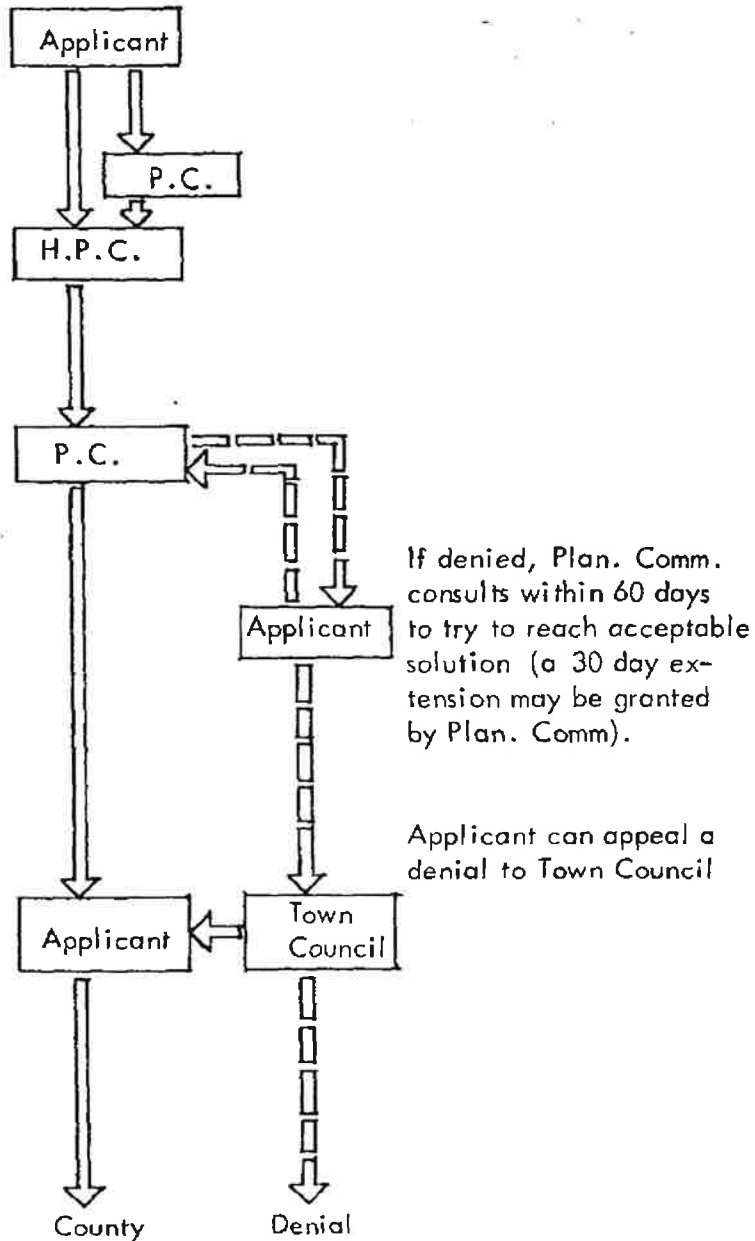 Applicant
P.C.
H.P.C.
P.C.
Applicant
If denied, Plan. Comm.
consults within 60 days
to try to reach acceptable
solution (a 30 day ex-
tension may be granted
by Plan. Comm).
Applicant can appeal a
denial to Town Council
Applicant
Town
Council
County
Denial